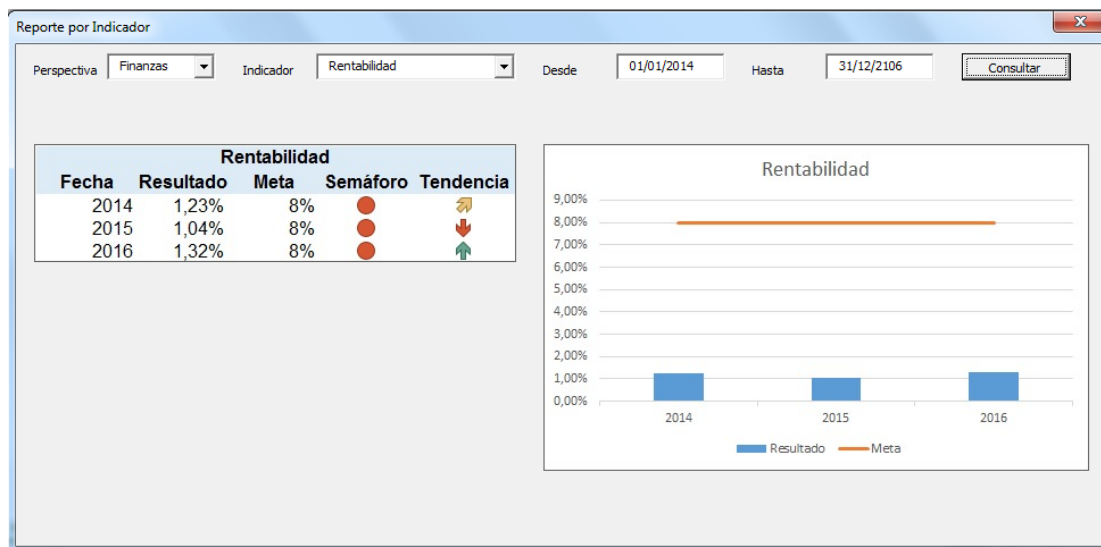 Reporte por Indicador
Perspectiva Finanzas Indicador Rentabilidad Desde 01/01/2014 Hasta 31/12/2106 Consultar
Rentabilidad
Fecha Resultado Meta Semáforo Tendencia
2014 1,23% 8%
2015 1,04% 8%
2016 1,32% 8%
Rentabilidad
9,00%
8,00%
7,00%
6,00%
5,00%
4,00%
3,00%
2,00%
1,00%
0,00%
2014 2015 2016
Resultado Meta